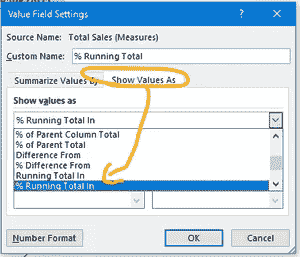 Value Field Settings
?
×
Source Name: Total Sales (Measures)
Custom Name: % Running Total
Summarize Values By Show Values As
Show values as
% Running Total In
% of Parent Column Total
% of Parent Total
Difference From
% Difference From
Running Total In
% Running Total In
Number Format OK Cancel